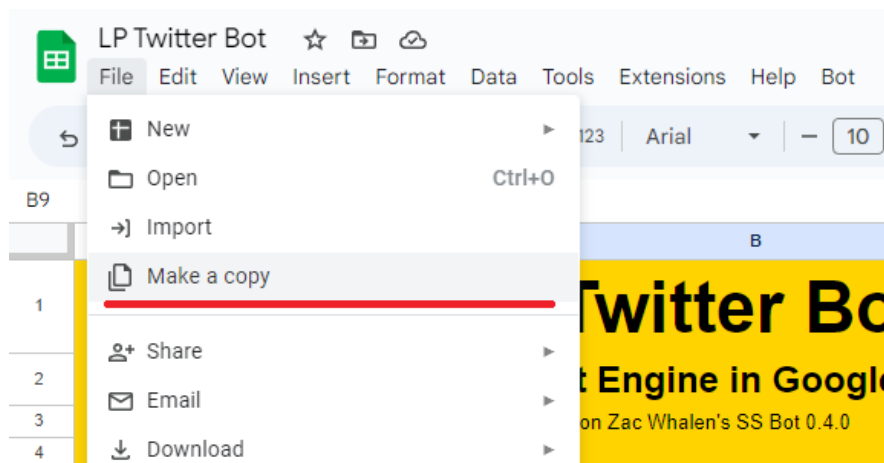 LP Twitter Bot
File Edit View Insert Format Data Tools Extensions Help Bot
New
123 Arial 10
Open Ctrl+O
B9
Import
B
Make a copy
1
Twitter Bo
Share
2
t Engine in Google
Email
3
on Zac Whalen's SS Bot 0.4.0
4
Download